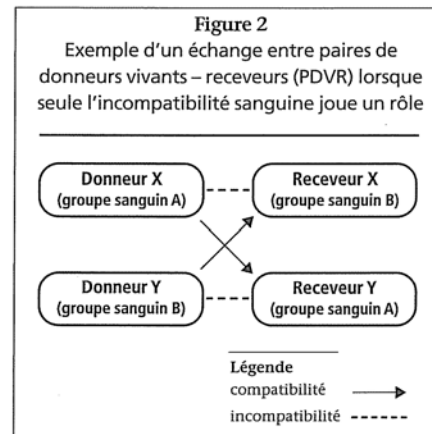 Figure 2
Exemple d'un échange entre paires de
donneurs vivants – receveurs (PDVR) lorsque
seule l'incompatibilité sanguine joue un rôle
Donneur X
(groupe sanguin A)
Receveur X
(groupe sanguin B)
Donneur Y
(groupe sanguin B)
Receveur Y
(groupe sanguin A)
Légende
compatibilité
incompatibilité